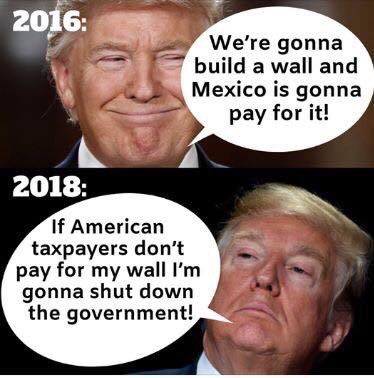 2016:
We're gonna
build a wall and
Mexico is gonna
pay for it!
2018:
If American
taxpayers don't
pay for my wall I'm
gonna shut down
the government!